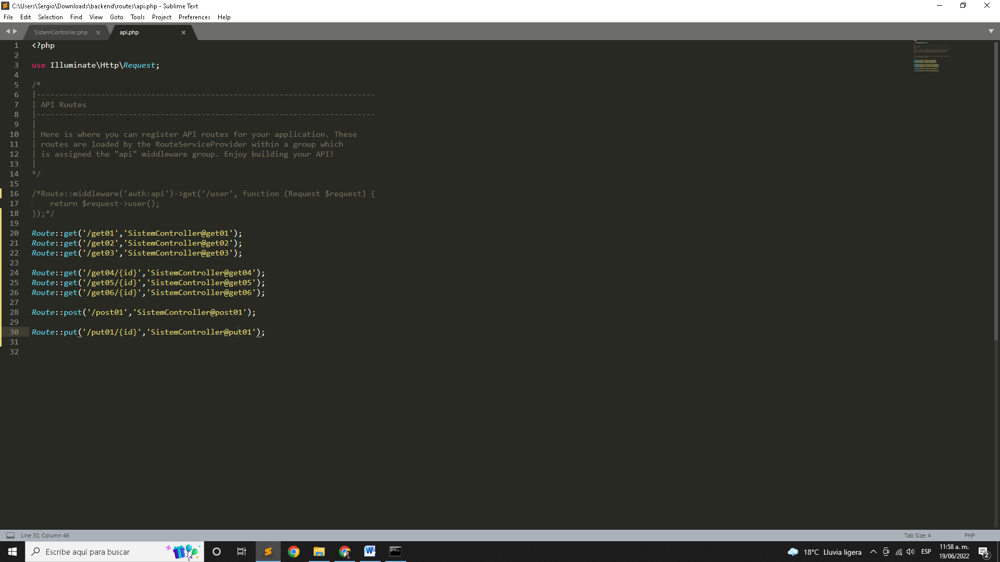 C:\Users\Sergio\Downloads\backend\routes\api.php - Sublime Text
File Edit Selection Find View Goto Tools Project Preferences Help
SistemController.php × api.php ×
1 <?php
2
3 use Illuminate\Http\Request;
4
5 /*
6 |--------------------------------------------------------------------------
7 | API Routes
8 |--------------------------------------------------------------------------
9 |
10 | Here is where you can register API routes for your application. These
11 | routes are loaded by the RouteServiceProvider within a group which
12 | is assigned the "api" middleware group. Enjoy building your API!
13 |
14 */
15
16 /*Route::middleware('auth:api')->get('/user', function (Request $request) {
17     return $request->user();
18 });*/
19
20 Route::get('/get01','SistemController@get01');
21 Route::get('/get02','SistemController@get02');
22 Route::get('/get03','SistemController@get03');
23
24 Route::get('/get04/{id}','SistemController@get04');
25 Route::get('/get05/{id}','SistemController@get05');
26 Route::get('/get06/{id}','SistemController@get06');
27
28 Route::post('/post01','SistemController@post01');
29
30 Route::put('/put01/{id}','SistemController@put01');
31
32
Line 30, Column 46 Tab Size: 4 PHP
Escribe aquí para buscar
18°C Lluvia ligera ESP 11:58 a. m.
19/06/2022 2